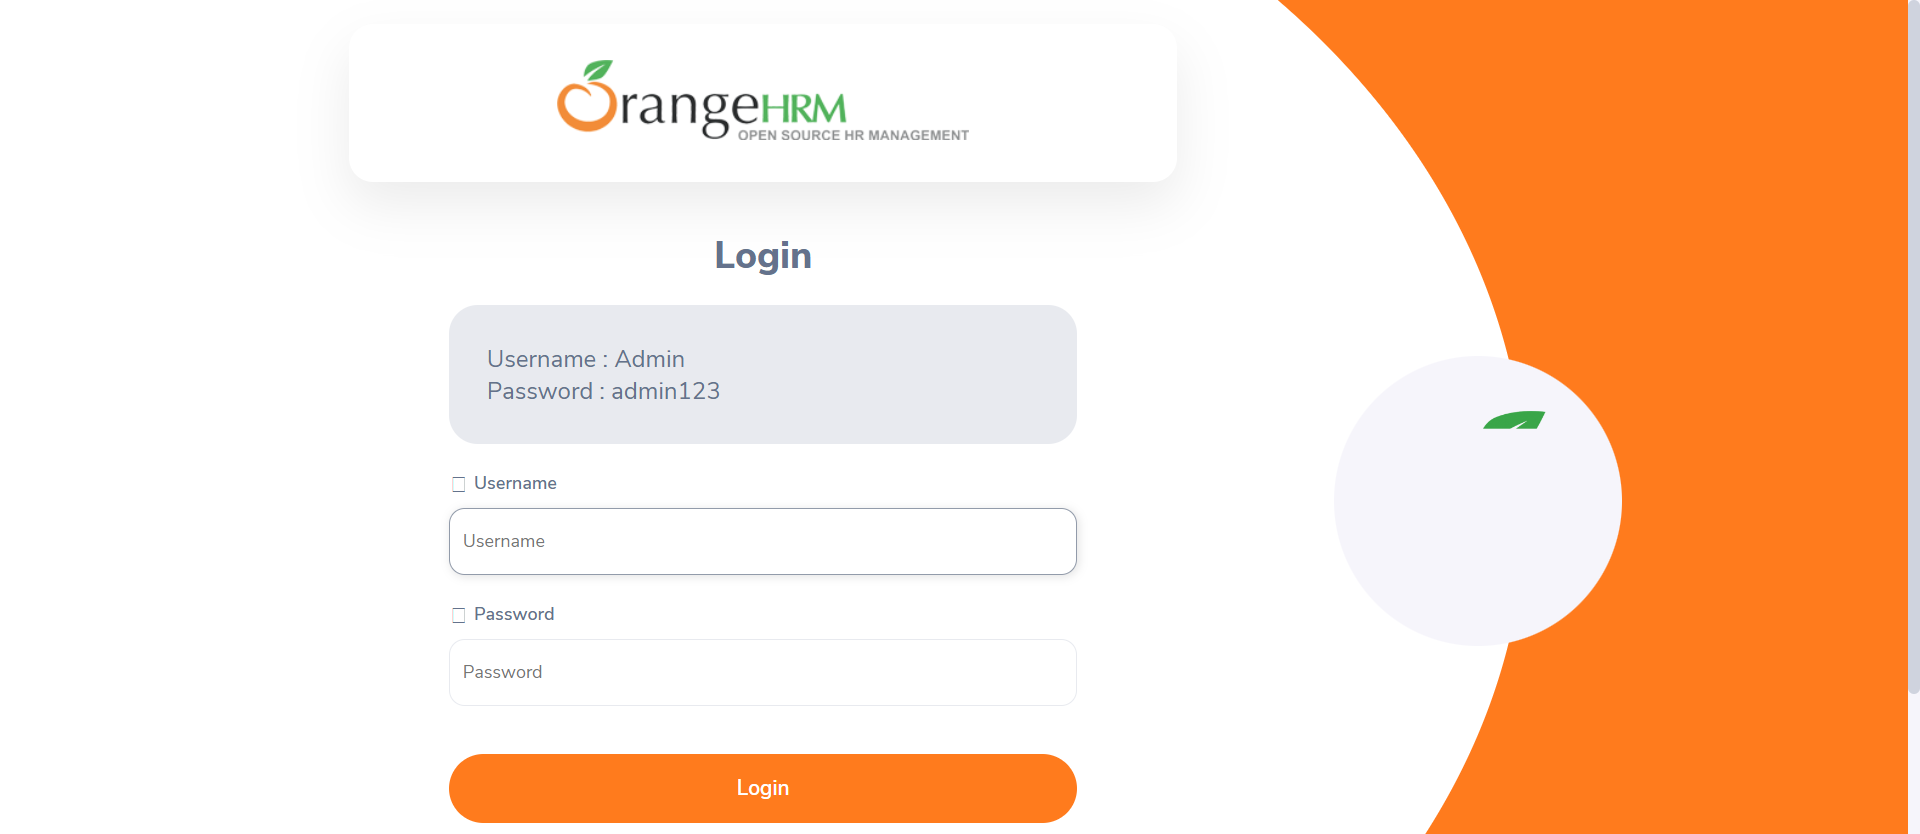 OrangeHRM
OPEN SOURCE HR MANAGEMENT
Login
Username : Admin
Password : admin123
Username
Username
Password
Password
Login